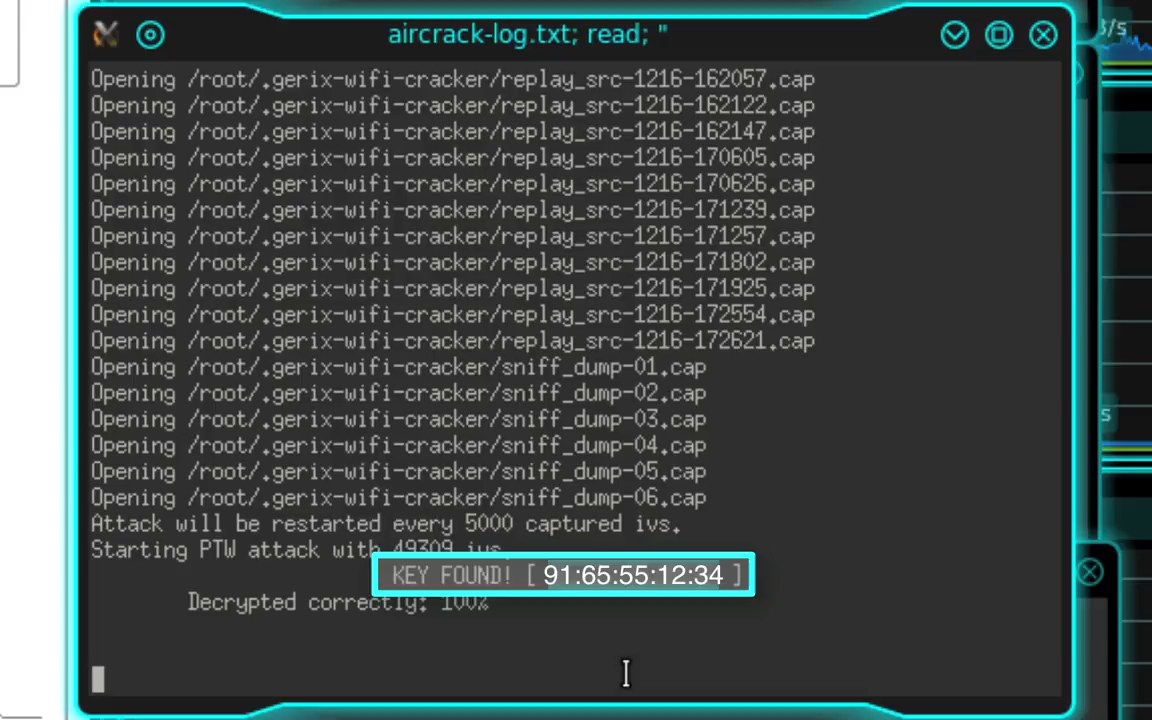 aircrack-log.txt; read; "
/s
Opening /root/.gerix-wifi-cracker/replay_src-1216-162057.cap
Opening /root/.gerix-wifi-cracker/replay_src-1216-162122.cap
Opening /root/.gerix-wifi-cracker/replay_src-1216-162147.cap
Opening /root/.gerix-wifi-cracker/replay_src-1216-170605.cap
Opening /root/.gerix-wifi-cracker/replay_src-1216-170626.cap
Opening /root/.gerix-wifi-cracker/replay_src-1216-171239.cap
Opening /root/.gerix-wifi-cracker/replay_src-1216-171257.cap
Opening /root/.gerix-wifi-cracker/replay_src-1216-171802.cap
Opening /root/.gerix-wifi-cracker/replay_src-1216-171925.cap
Opening /root/.gerix-wifi-cracker/replay_src-1216-172554.cap
Opening /root/.gerix-wifi-cracker/replay_src-1216-172621.cap
Opening /root/.gerix-wifi-cracker/sniff_dump-01.cap
Opening /root/.gerix-wifi-cracker/sniff_dump-02.cap
Opening /root/.gerix-wifi-cracker/sniff_dump-03.cap
Opening /root/.gerix-wifi-cracker/sniff_dump-04.cap
s
Opening /root/.gerix-wifi-cracker/sniff_dump-05.cap
Opening /root/.gerix-wifi-cracker/sniff_dump-06.cap
Attack will be restarted every 5000 captured ivs.
Starting PTW attack with 49309 ivs.
KEY FOUND! [ 91:65:55:12:34 ]
Decrypted correctly: 100%